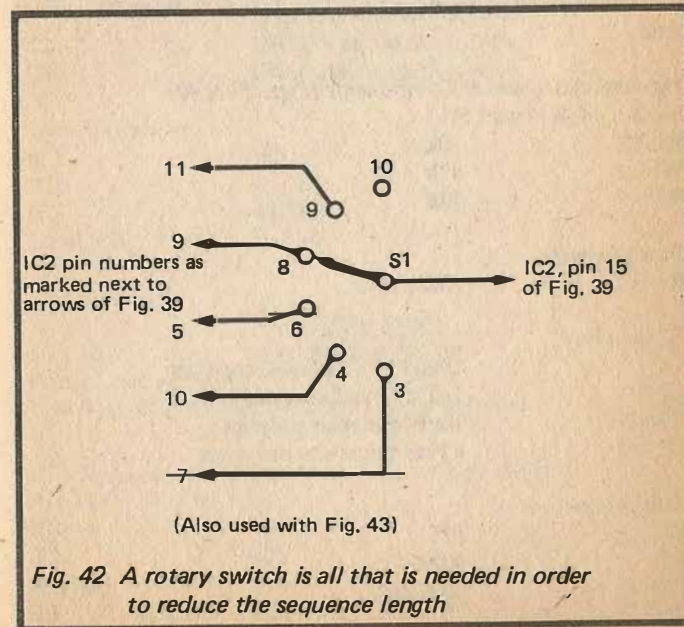 11
10
9
9
8
S1
IC2 pin numbers as
marked next to
arrows of Fig. 39
IC2, pin 15
of Fig. 39
5
6
4
3
10
7
(Also used with Fig. 43)
Fig. 42 A rotary switch is all that is needed in order
to reduce the sequence length